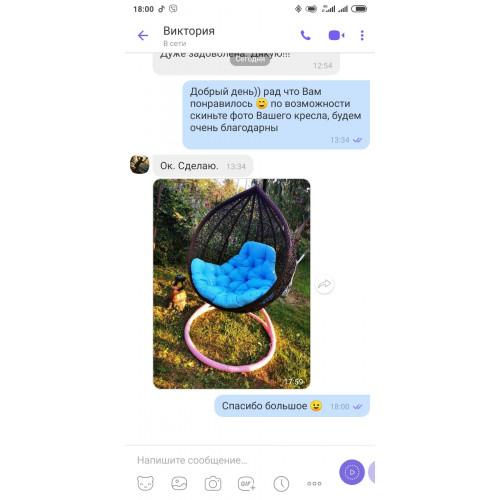 18:00
Виктория
В сети
Дуже задоволена. Дякую!!!
Сегодня
12:54
Добрый день)) рад что Вам
понравилось 😄 по возможности
скиньте фото Вашего кресла, будем
очень благодарны
13:34
Ок. Сделаю. 13:34
17:59
Спасибо большое 😉 18:00
Напишите сообщение...
GIF+